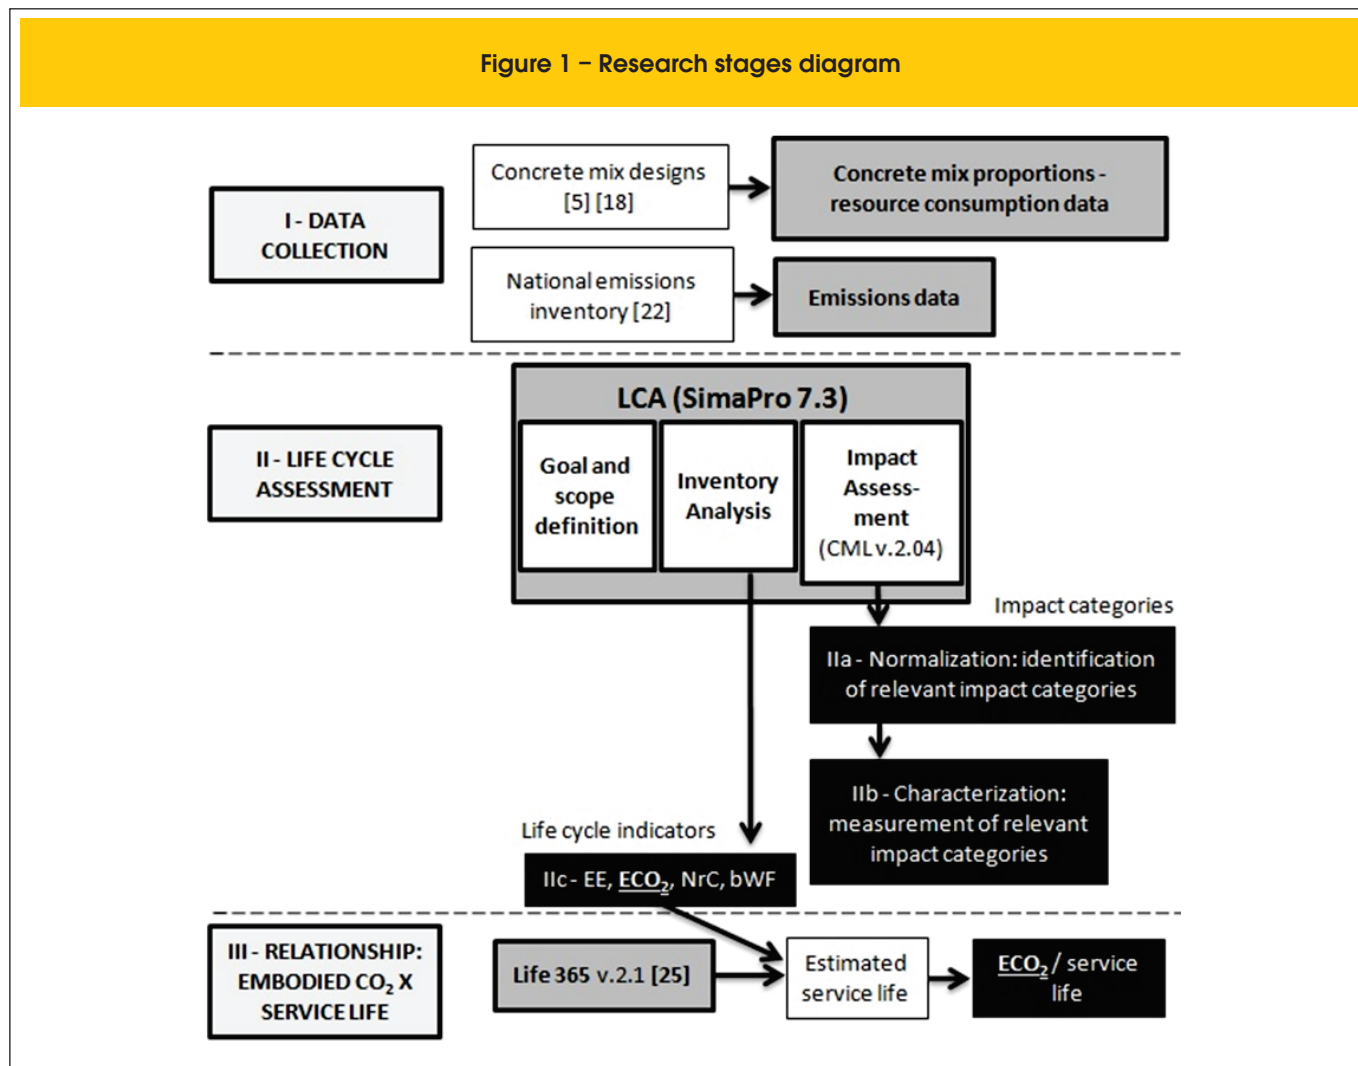 Figure 1 – Research stages diagram
I - DATA
COLLECTION
Concrete mix designs
[5] [18]
Concrete mix proportions -
resource consumption data
National emissions
inventory [22]
Emissions data
II - LIFE CYCLE
ASSESSMENT
LCA (SimaPro 7.3)
Goal and
scope
definition
Inventory
Analysis
Impact
Assess-
ment
(CML v.2.04)
Impact categories
IIa - Normalization: identification
of relevant impact categories
IIb - Characterization:
measurement of relevant
impact categories
Life cycle indicators
IIc - EE, ECO₂, NrC, bWF
III - RELATIONSHIP:
EMBODIED CO₂ X
SERVICE LIFE
Life 365 v.2.1 [25]
Estimated
service life
ECO₂ / service
life